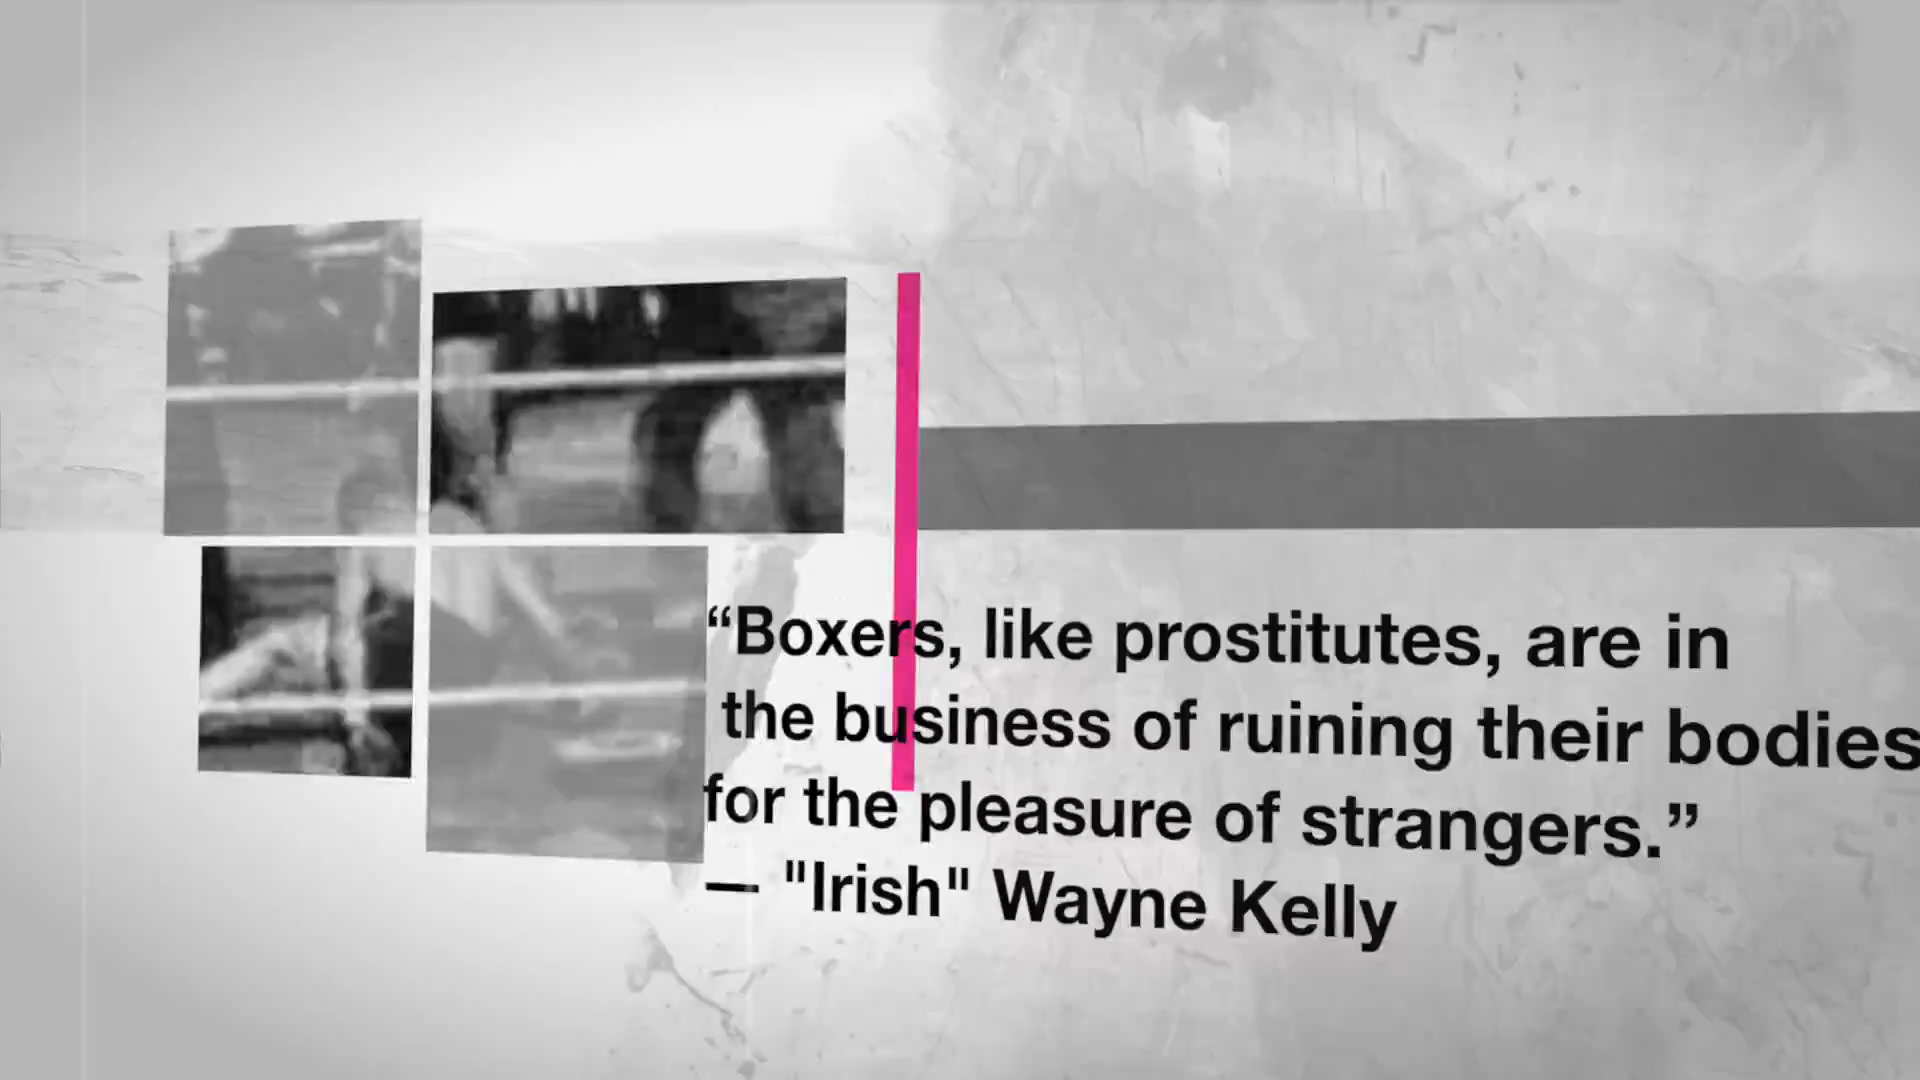 “Boxers, like prostitutes, are in
the business of ruining their bodies
for the pleasure of strangers.”
— "Irish" Wayne Kelly